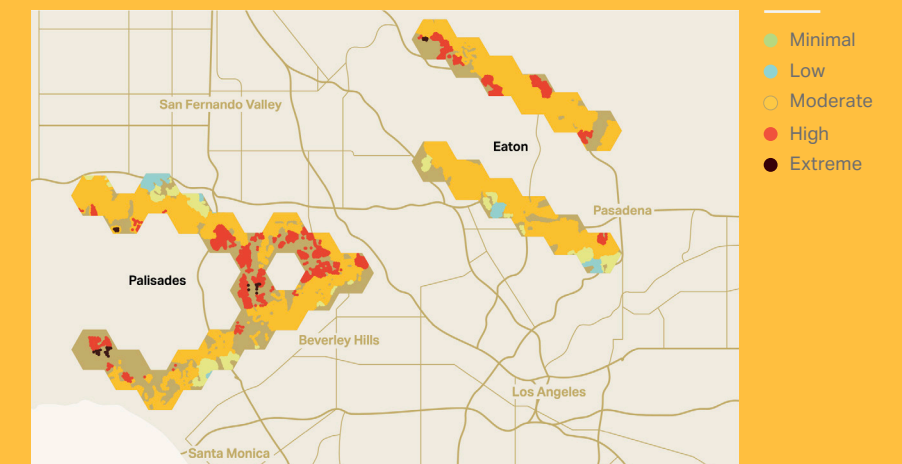 San Fernando Valley
Eaton
Pasadena
Palisades
Beverley Hills
Los Angeles
Santa Monica
Minimal
Low
Moderate
High
Extreme